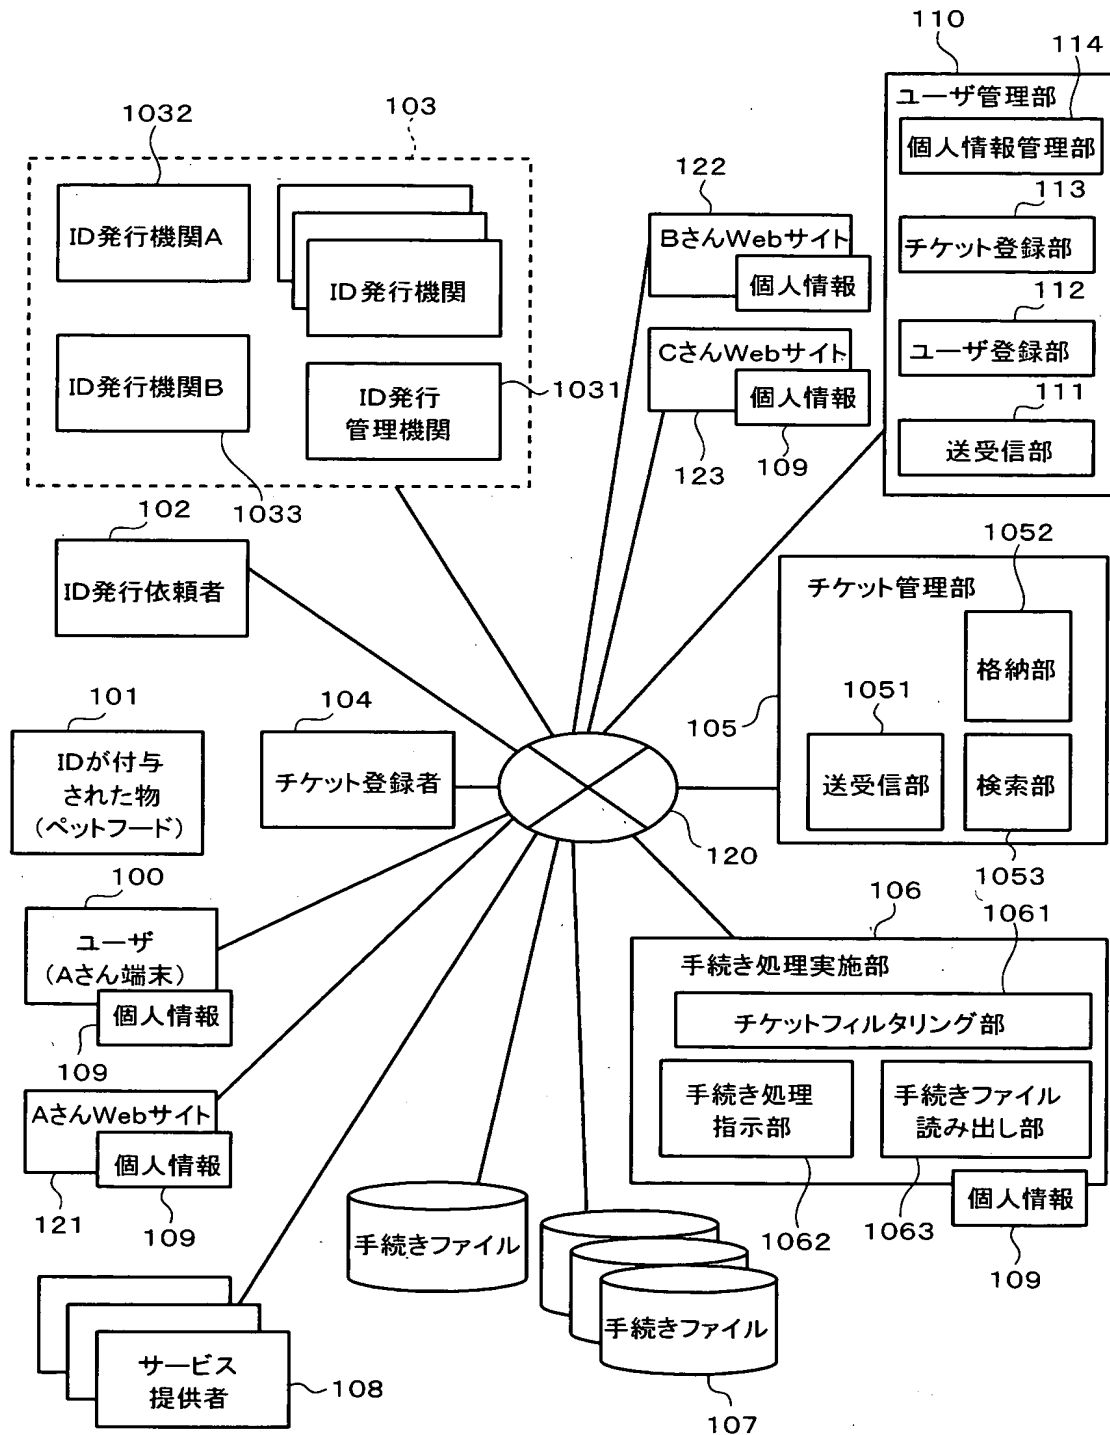 110
114
ユーザ管理部
個人情報管理部
113
チケット登録部
112
ユーザ登録部
111
送受信部
1032
103
ID発行機関A
ID発行機関
ID発行機関B
ID発行
管理機関
1031
1033
122
BさんWebサイト
個人情報
CさんWebサイト
個人情報
123
109
102
ID発行依頼者
1052
チケット管理部
格納部
1051
105
送受信部
検索部
1053
101
IDが付与
された物
(ペットフード)
104
チケット登録者
120
100
ユーザ
(Aさん端末)
個人情報
109
106
1061
手続き処理実施部
チケットフィルタリング部
手続き処理
指示部
手続きファイル
読み出し部
1062
1063
個人情報
109
AさんWebサイト
個人情報
121
109
手続きファイル
手続きファイル
107
サービス
提供者
108